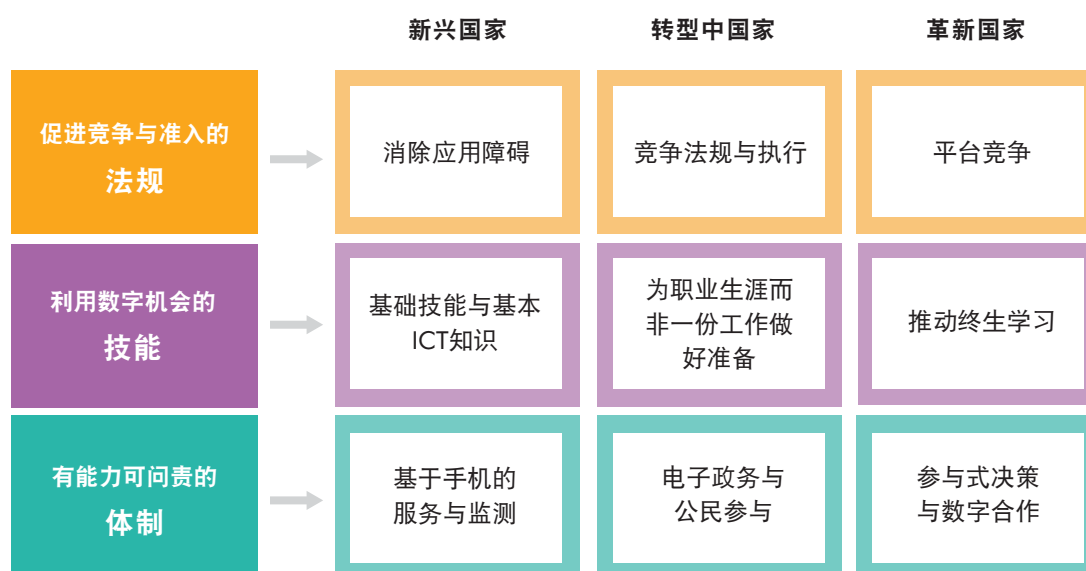 新兴国家
转型中国家
革新国家
促进竞争与准入的
法规
消除应用障碍
竞争法规与执行
平台竞争
利用数字机会的
技能
基础技能与基本
ICT知识
为职业生涯而
非一份工作做
好准备
推动终生学习
有能力可问责的
体制
基于手机的
服务与监测
电子政务与
公民参与
参与式决策
与数字合作